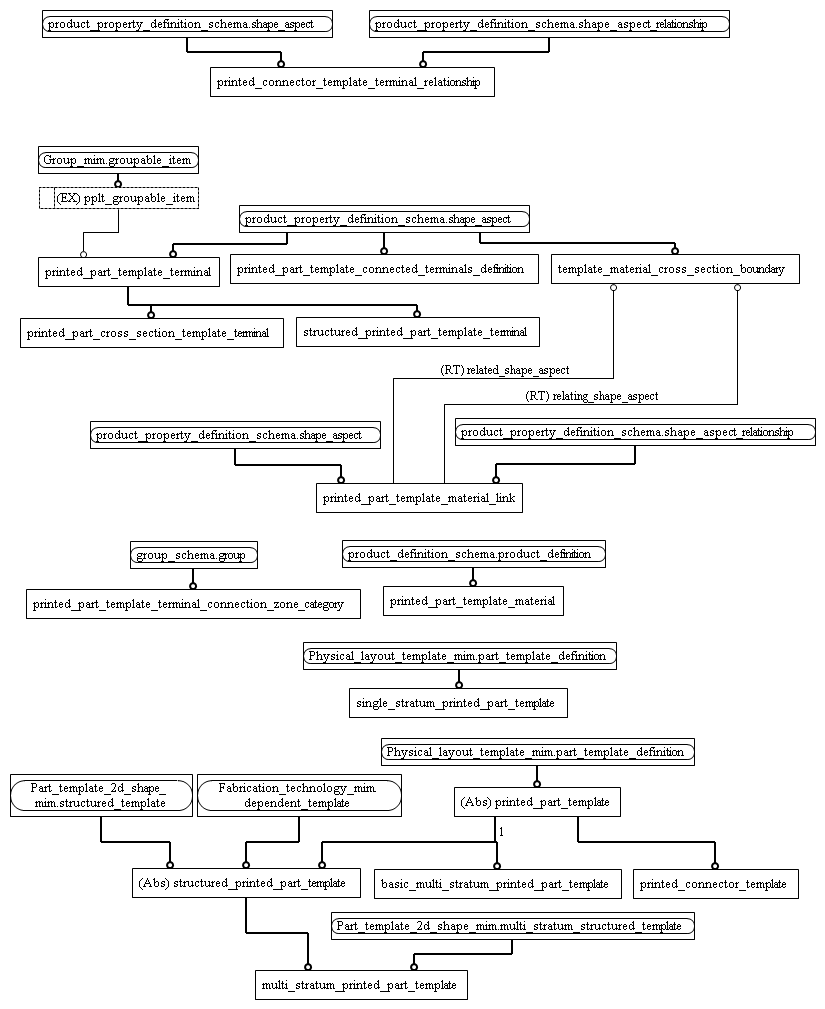 product_property_definition_schema.shape_aspect
product_property_definition_schema.shape_aspect_relationship
printed_connector_template_terminal_relationship
Group_mim.groupable_item
(EX) pplt_groupable_item
product_property_definition_schema.shape_aspect
printed_part_template_terminal
printed_part_template_connected_terminals_definition
template_material_cross_section_boundary
printed_part_cross_section_template_terminal
structured_printed_part_template_terminal
(RT) related_shape_aspect
(RT) relating_shape_aspect
product_property_definition_schema.shape_aspect
product_property_definition_schema.shape_aspect_relationship
printed_part_template_material_link
group_schema.group
product_definition_schema.product_definition
printed_part_template_terminal_connection_zone_category
printed_part_template_material
Physical_layout_template_mim.part_template_definition
single_stratum_printed_part_template
Physical_layout_template_mim.part_template_definition
Part_template_2d_shape_
mim.structured_template
Fabrication_technology_mim.
dependent_template
(Abs) printed_part_template
1
(Abs) structured_printed_part_template
basic_multi_stratum_printed_part_template
printed_connector_template
Part_template_2d_shape_mim.multi_stratum_structured_template
multi_stratum_printed_part_template